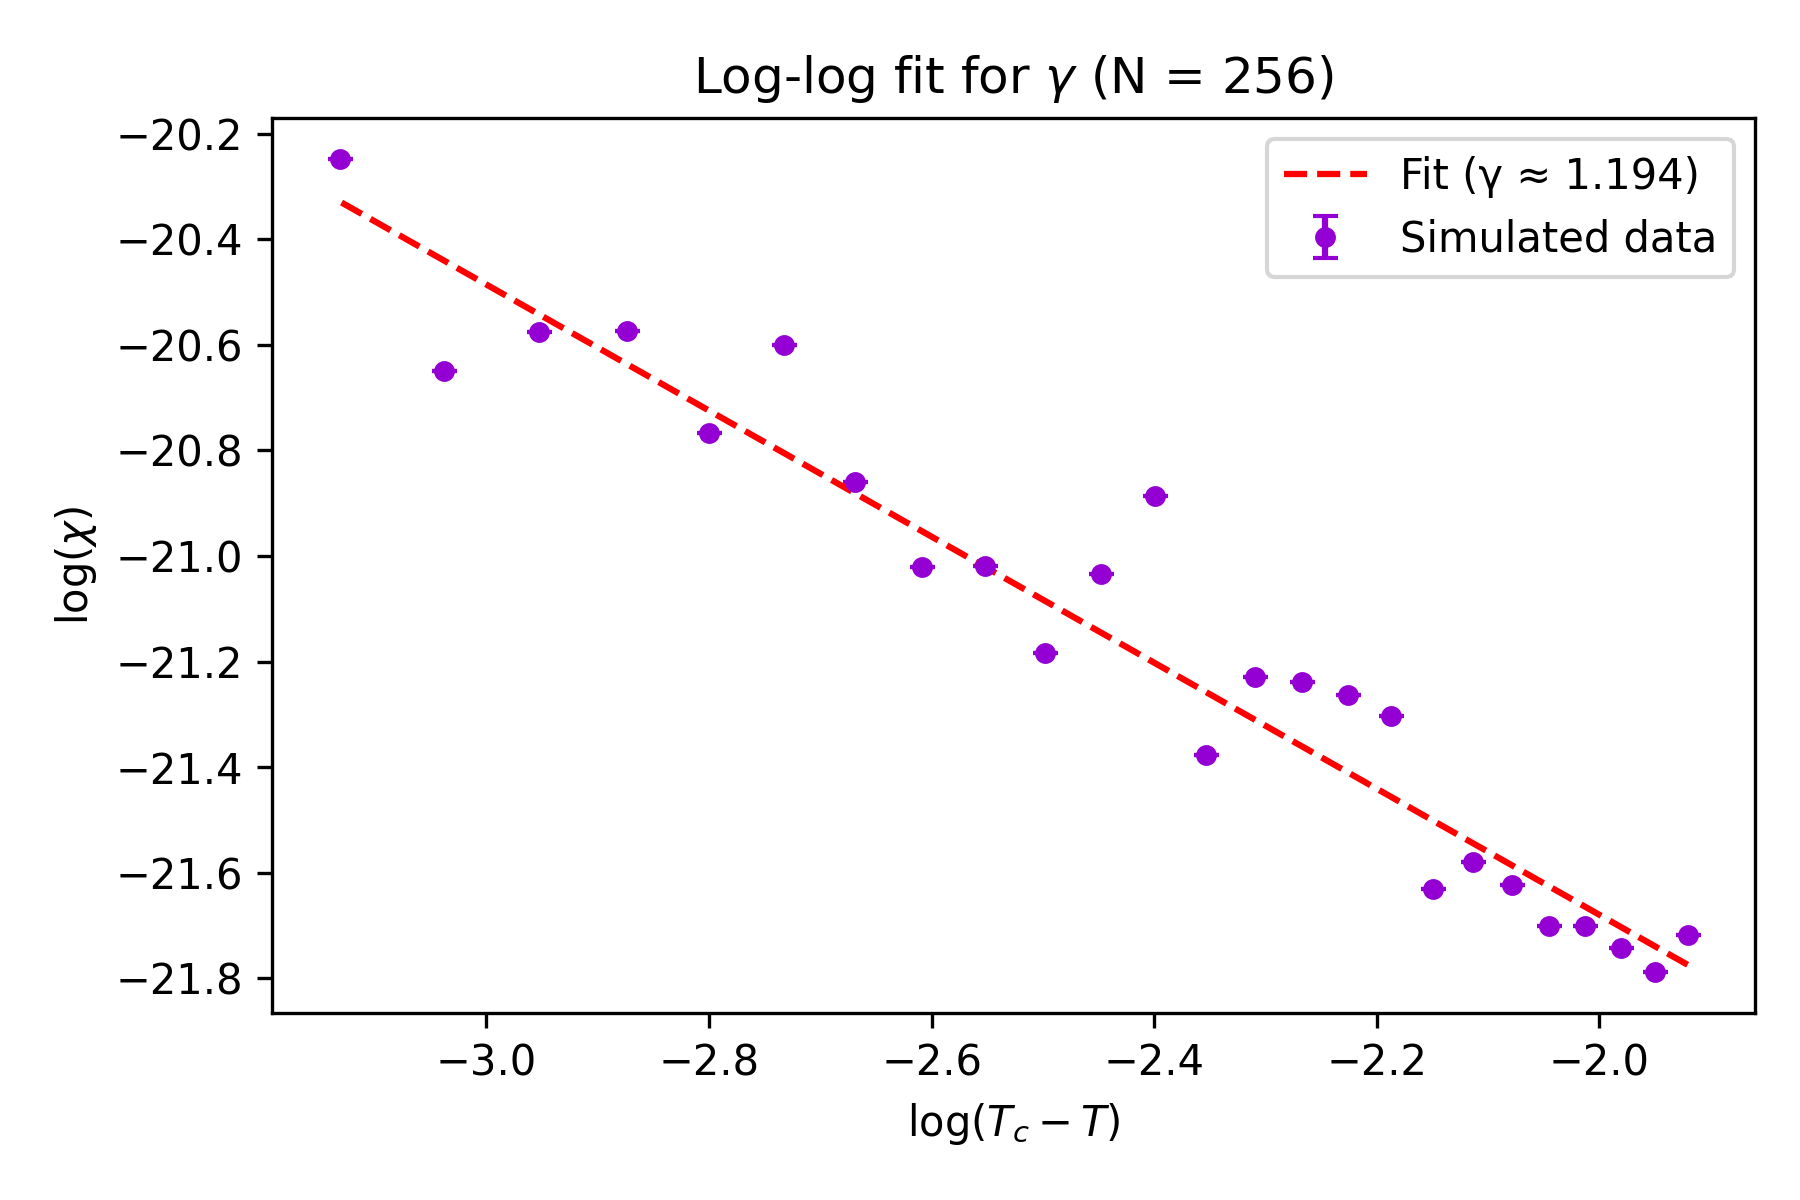 Log-log fit for γ (N = 256)
Fit (γ ≈ 1.194)
Simulated data
log(χ)
−20.2
−20.4
−20.6
−20.8
−21.0
−21.2
−21.4
−21.6
−21.8
−3.0 −2.8 −2.6 −2.4 −2.2 −2.0
log(T_c − T)